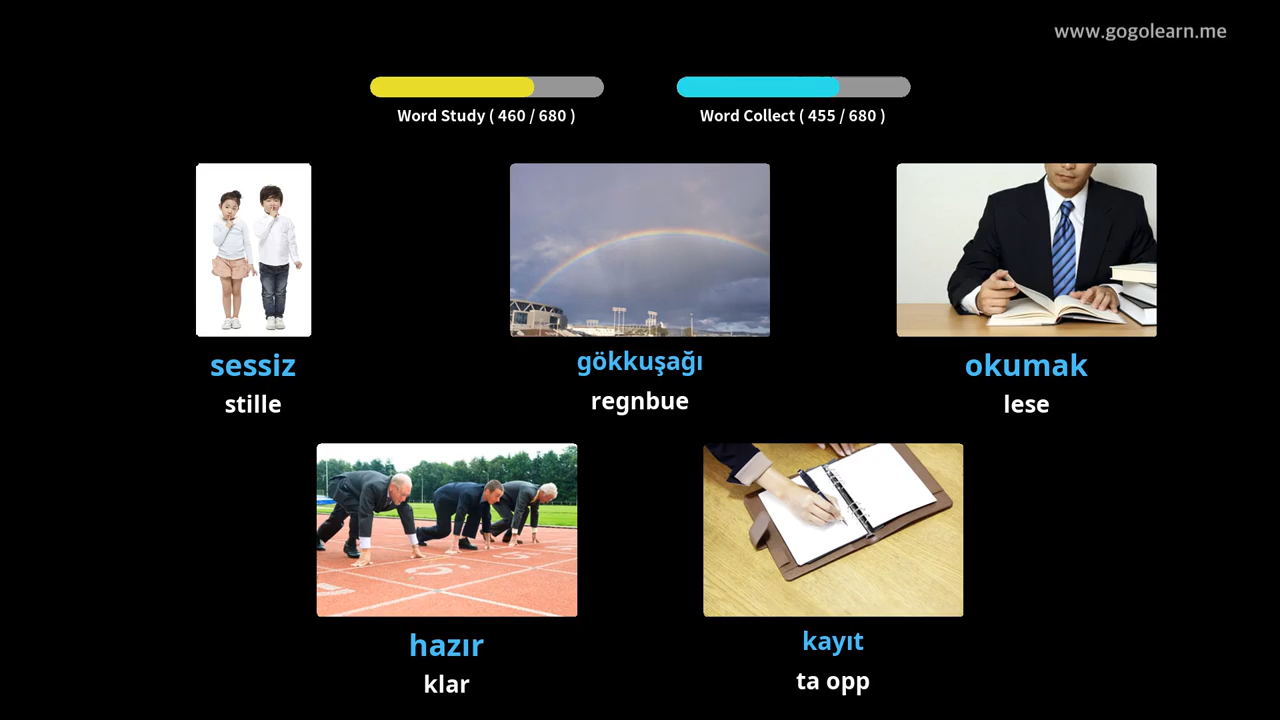 www.gogolearn.me
Word Study ( 460 / 680 )
Word Collect ( 455 / 680 )
sessiz
stille
gökkuşağı
regnbue
okumak
lese
hazır
klar
kayıt
ta opp